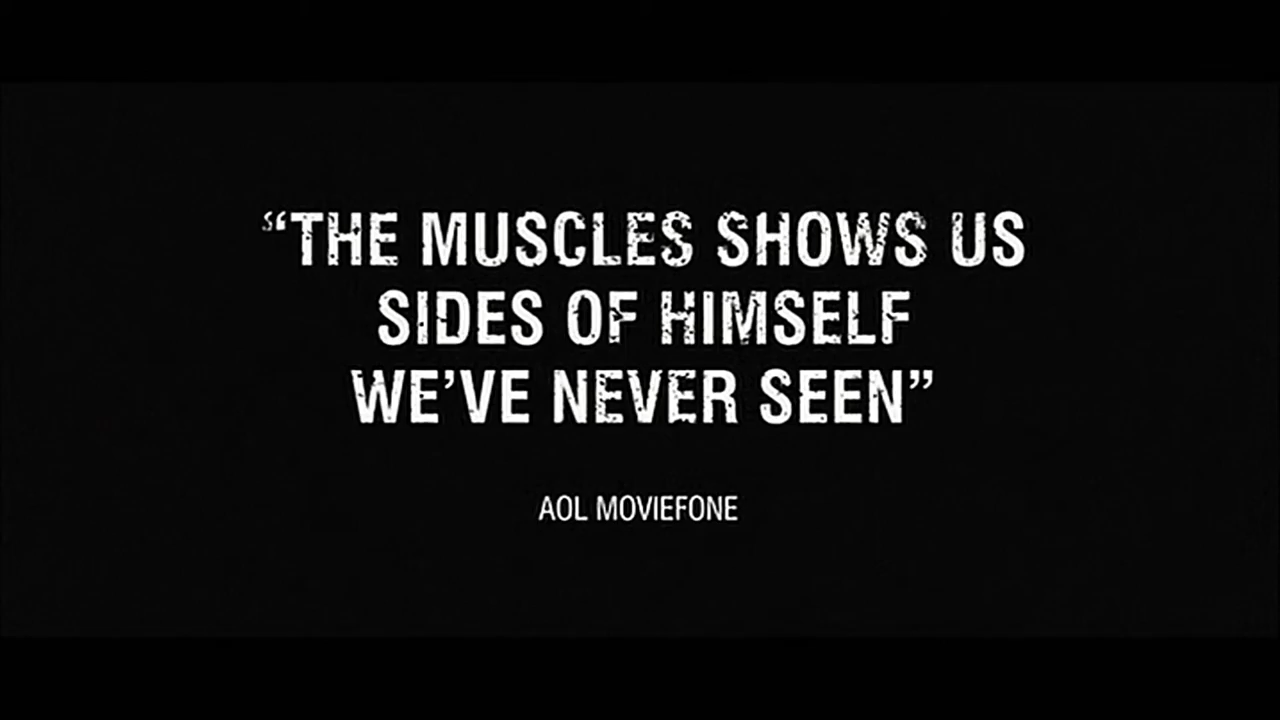 “THE MUSCLES SHOWS US
SIDES OF HIMSELF
WE’VE NEVER SEEN”
AOL MOVIEFONE